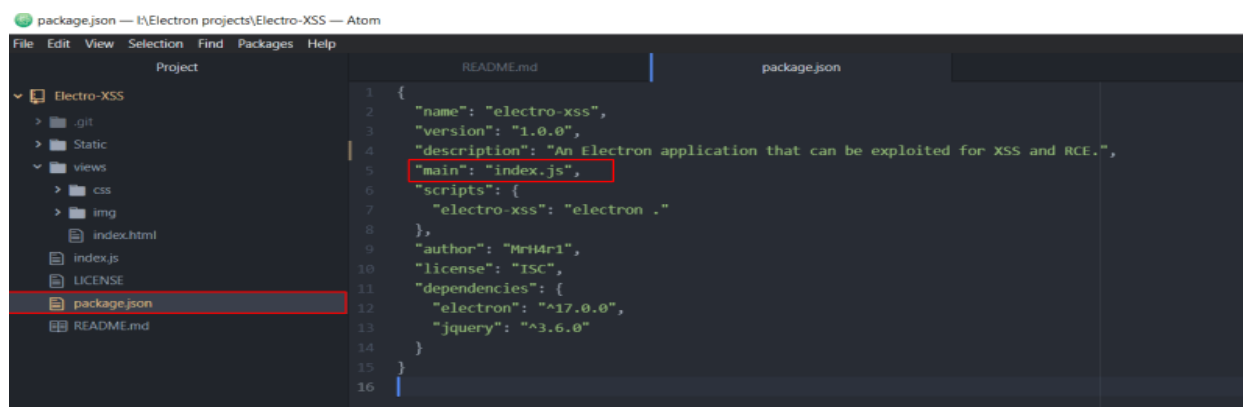 package.json — I:\Electron projects\Electro-XSS — Atom
File Edit View Selection Find Packages Help
Project
Electro-XSS
.git
Static
views
css
img
index.html
index.js
LICENSE
package.json
README.md
README.md
package.json
1 {
2 "name": "electro-xss",
3 "version": "1.0.0",
4 "description": "An Electron application that can be exploited for XSS and RCE.",
5 "main": "index.js",
6 "scripts": {
7 "electro-xss": "electron ."
8 },
9 "author": "MrH4r1",
10 "license": "ISC",
11 "dependencies": {
12 "electron": "^17.0.0",
13 "jquery": "^3.6.0"
14 }
15 }
16